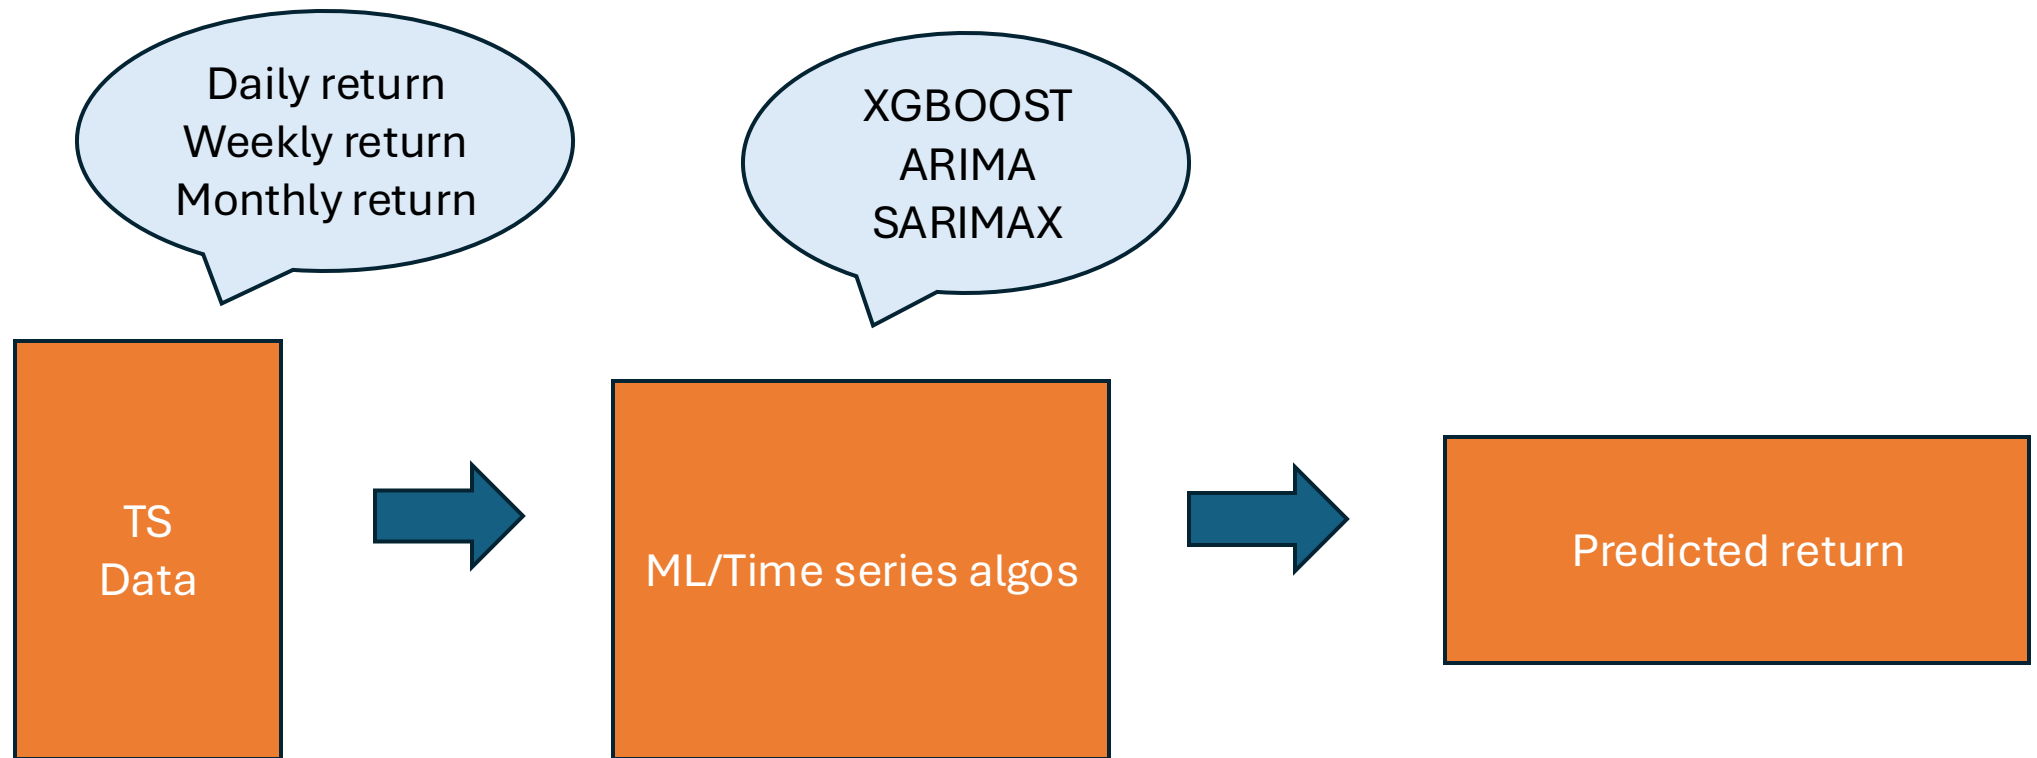 Daily return
Weekly return
Monthly return
XGBOOST
ARIMA
SARIMAX
TS
Data
ML/Time series algos
Predicted return